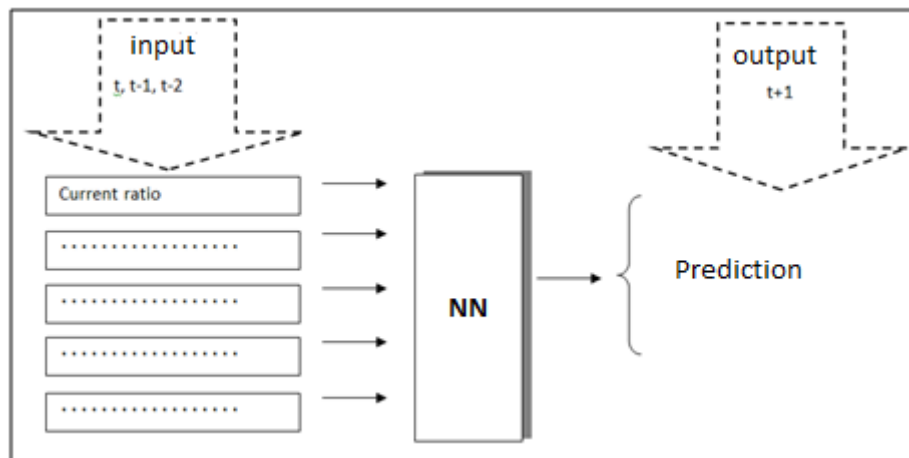 input
t, t-1, t-2
output
t+1
Current ratio
..................
..................
..................
..................
NN
Prediction